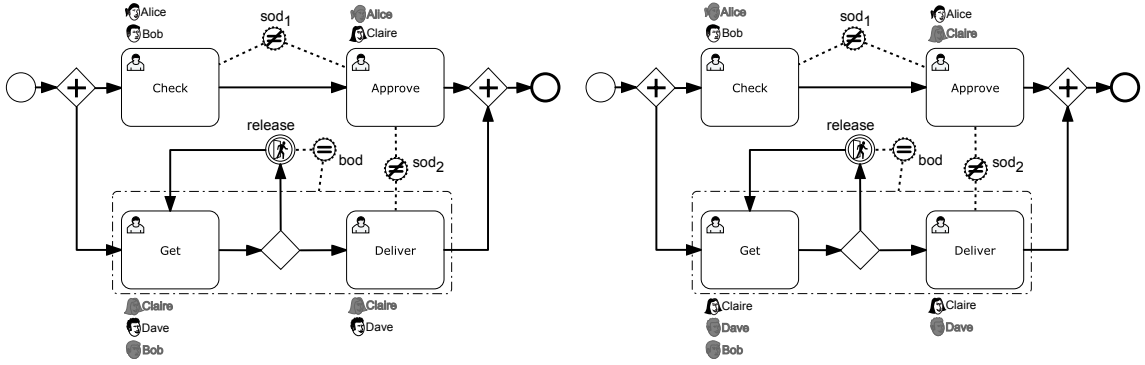 Alice
Bob
sod1
Alice
Claire
Check
Approve
release
bod
sod2
Get
Deliver
Claire
Dave
Bob
Claire
Dave
Alice
Bob
sod1
Alice
Claire
Check
Approve
release
bod
sod2
Get
Deliver
Claire
Dave
Bob
Claire
Dave